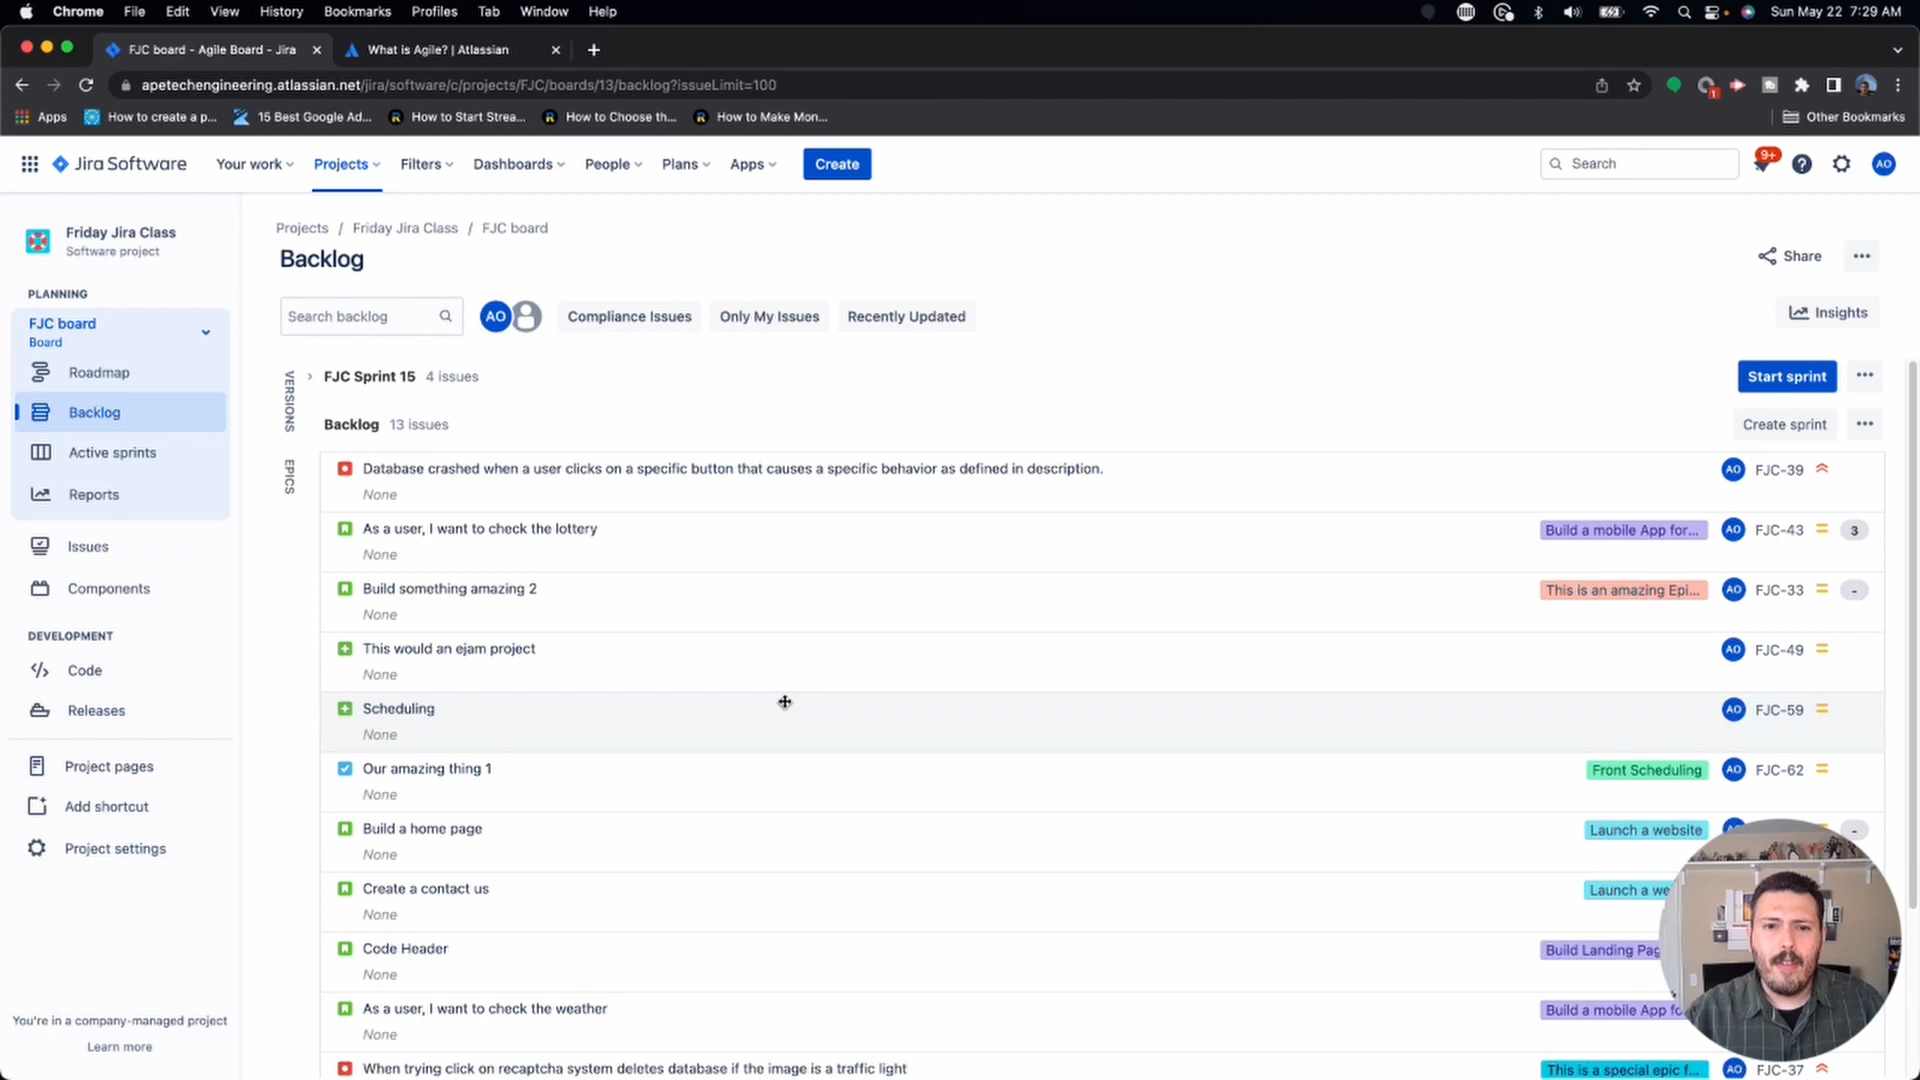 Chrome File Edit View History Bookmarks Profiles Tab Window Help
Sun May 22 7:29 AM
FJC board - Agile Board - Jira
What is Agile? | Atlassian
apetechengineering.atlassian.net/jira/software/c/projects/FJC/boards/13/backlog?issueLimit=100
1
Apps
How to create a p...
15 Best Google Ad...
How to Start Strea...
How to Choose th...
How to Make Mon...
Other Bookmarks
Jira Software
Your work
Projects
Filters
Dashboards
People
Plans
Apps
Create
Search
9+
AO
Friday Jira Class
Software project
PLANNING
FJC board
Board
Roadmap
Backlog
Active sprints
Reports
Issues
Components
DEVELOPMENT
Code
Releases
Project pages
Add shortcut
Project settings
You're in a company-managed project
Learn more
Projects / Friday Jira Class / FJC board
Backlog
Share
Search backlog
AO
Compliance Issues
Only My Issues
Recently Updated
Insights
VERSIONS
EPICS
FJC Sprint 15 4 issues
Start sprint
Backlog 13 issues
Create sprint
Database crashed when a user clicks on a specific button that causes a specific behavior as defined in description.
AO FJC-39
None
As a user, I want to check the lottery
Build a mobile App for... AO FJC-43 3
None
Build something amazing 2
This is an amazing Epi... AO FJC-33 -
None
This would an ejam project
AO FJC-49
None
Scheduling
AO FJC-59
None
Our amazing thing 1
Front Scheduling AO FJC-62
None
Build a home page
Launch a website -
None
Create a contact us
Launch a we
None
Code Header
Build Landing Pag
None
As a user, I want to check the weather
Build a mobile App fo
None
When trying click on recaptcha system deletes database if the image is a traffic light
This is a special epic f... AO FJC-37